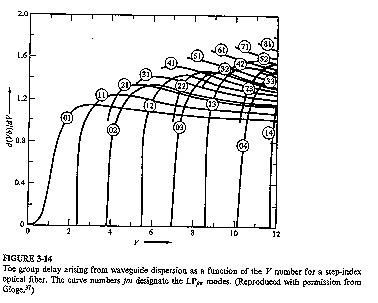 2.0
71 81
61
51
1.6
41 42 52
31 32
21 22 33
11 23
1.2
01 12 13
d(Vb)/dV
02 03 14
0.8
04
0.4
0
0 2 4 6 8 10 12
V
FIGURE 3-14
The group delay arising from waveguide dispersion as a function of the V number for a step-index
optical fiber. The curve numbers jm designate the LP modes. (Reproduced with permission from
Gloge.)